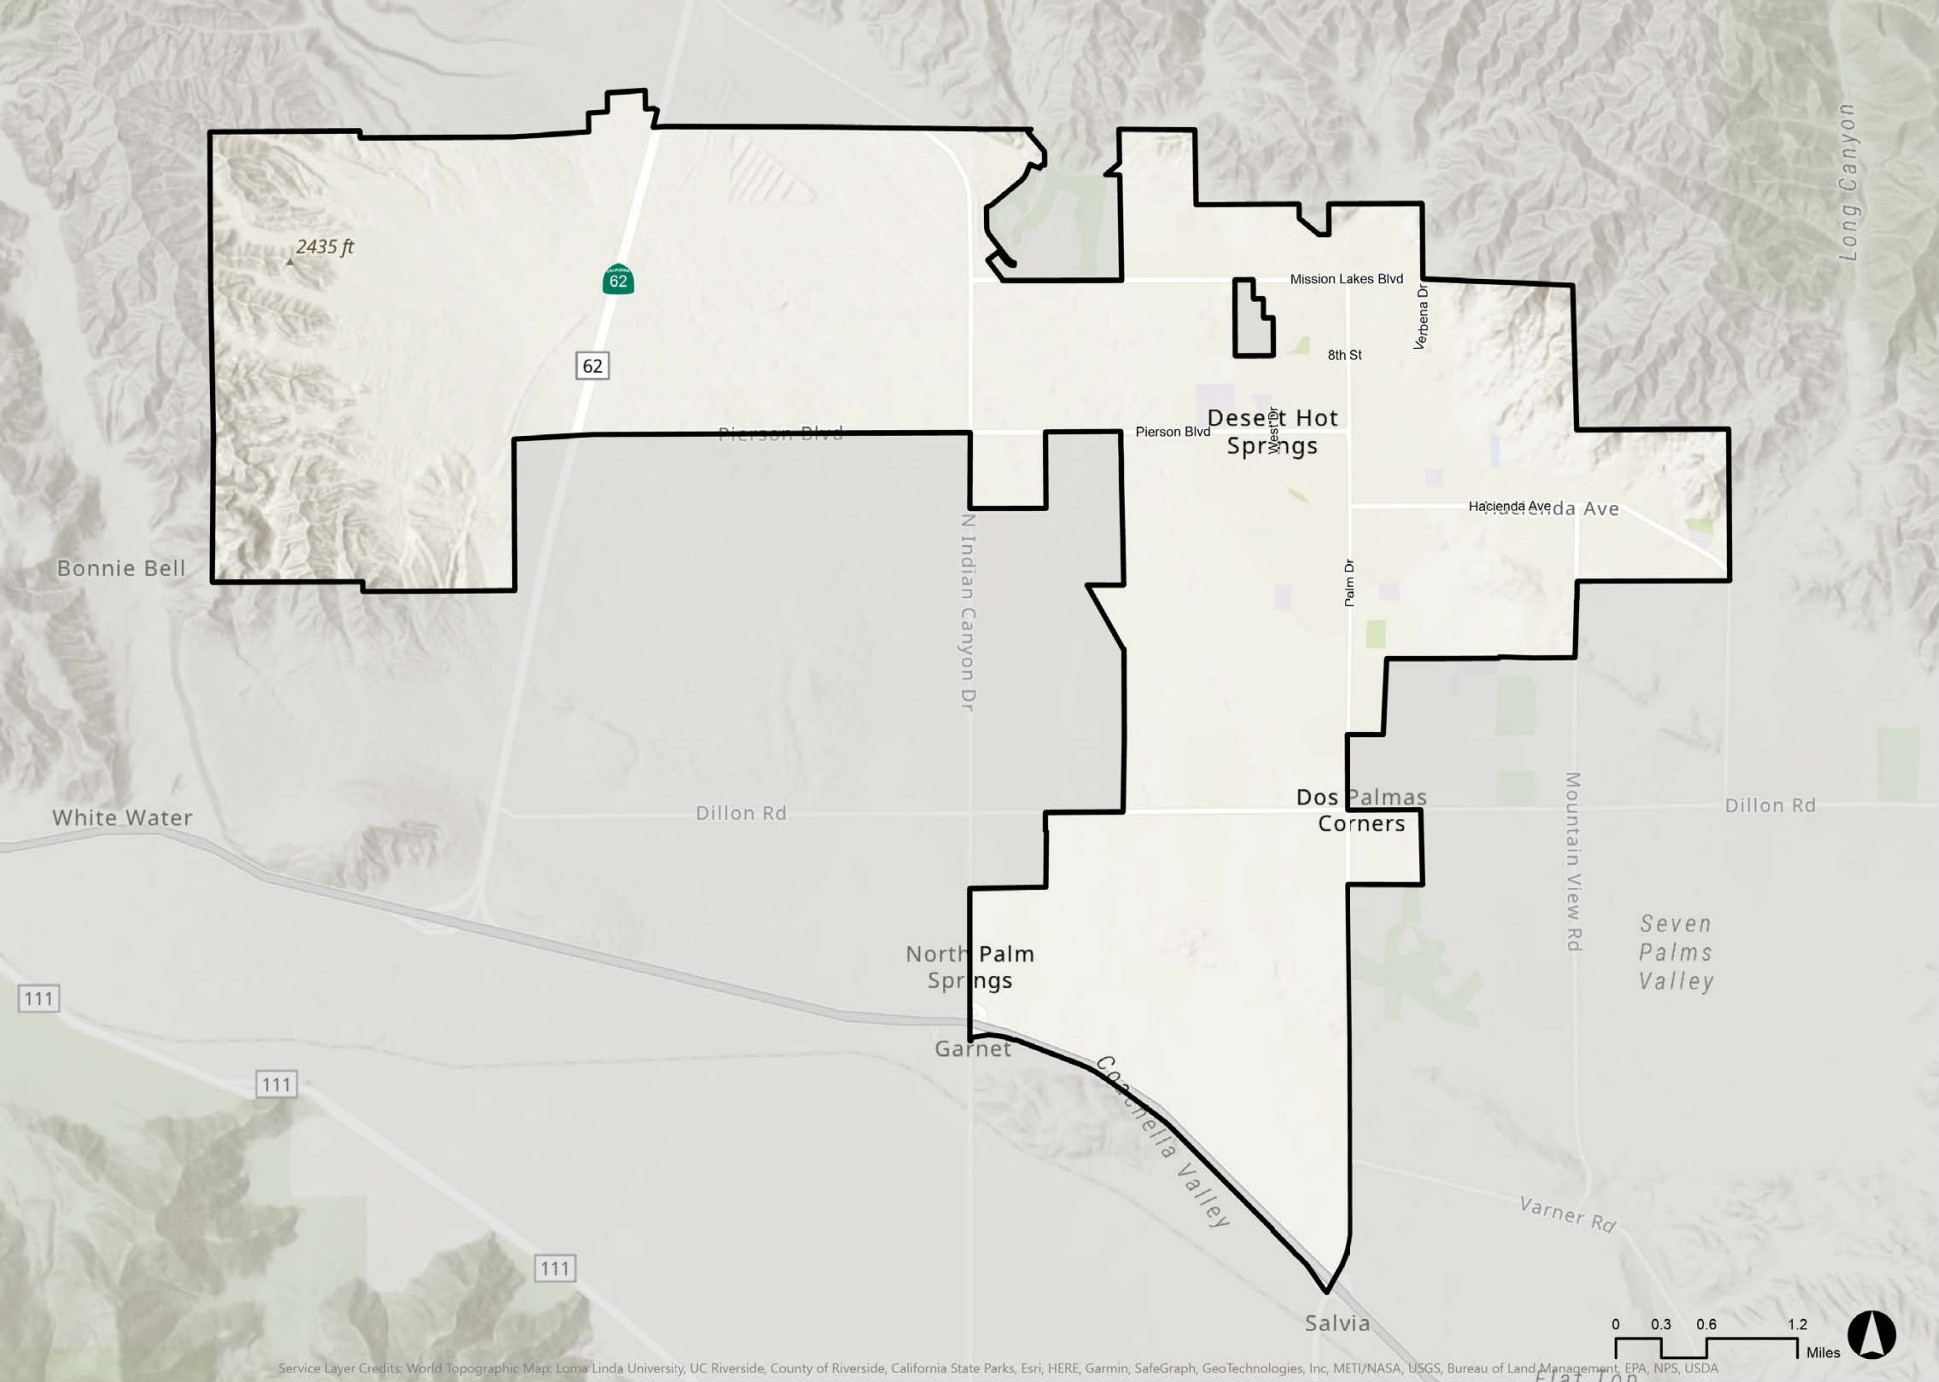 Long Canyon
2435 ft
CALIFORNIA
62
Mission Lakes Blvd
Verbena Dr
62
8th St
Desert Hot
Springs
West Dr
Pierson Blvd
Pierson Blvd
Hacienda Ave
Hacienda Ave
N Indian Canyon Dr
Bonnie Bell
Palm Dr
Dos Palmas
Corners
Dillon Rd
Dillon Rd
White Water
Mountain View Rd
Seven
Palms
Valley
North Palm
Springs
111
Garnet
Coachella Valley
111
Varner Rd
111
Salvia
0 0.3 0.6 1.2
Miles
Service Layer Credits: World Topographic Map: Loma Linda University, UC Riverside, County of Riverside, California State Parks, Esri, HERE, Garmin, SafeGraph, GeoTechnologies, Inc, METI/NASA, USGS, Bureau of Land Management, EPA, NPS, USDA
Flat Top